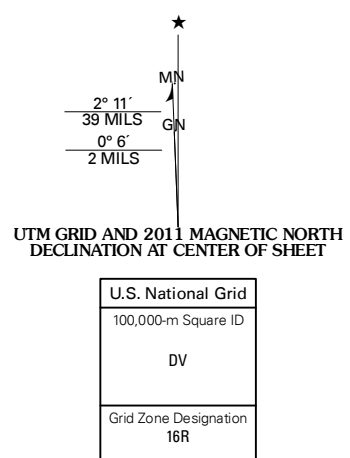 ★
MN
2° 11´
39 MILS
GN
0° 6´
2 MILS
UTM GRID AND 2011 MAGNETIC NORTH
DECLINATION AT CENTER OF SHEET
U.S. National Grid
100,000-m Square ID
DV
Grid Zone Designation
16R